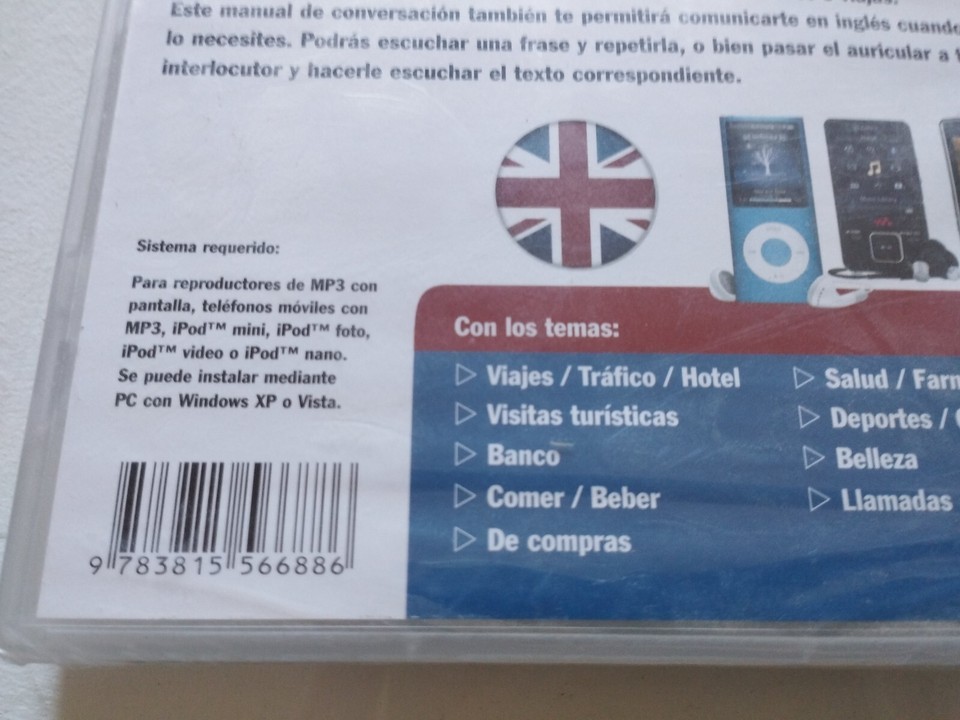 Este manual de conversación también te permitirá comunicarte en inglés
lo necesites. Podrás escuchar una frase y repetirla, o bien pasar el auricular a
interlocutor y hacerle escuchar el texto correspondiente.
Sistema requerido:
Para reproductores de MP3 con
pantalla, teléfonos móviles con
MP3, iPod™ mini, iPod™ foto,
iPod™ video o iPod™ nano.
Se puede instalar mediante
PC con Windows XP o Vista.
9 783815 566886
Con los temas:
Viajes / Tráfico / Hotel
Visitas turísticas
Banco
Comer / Beber
De compras
Salud /
Deportes /
Belleza
Llamadas